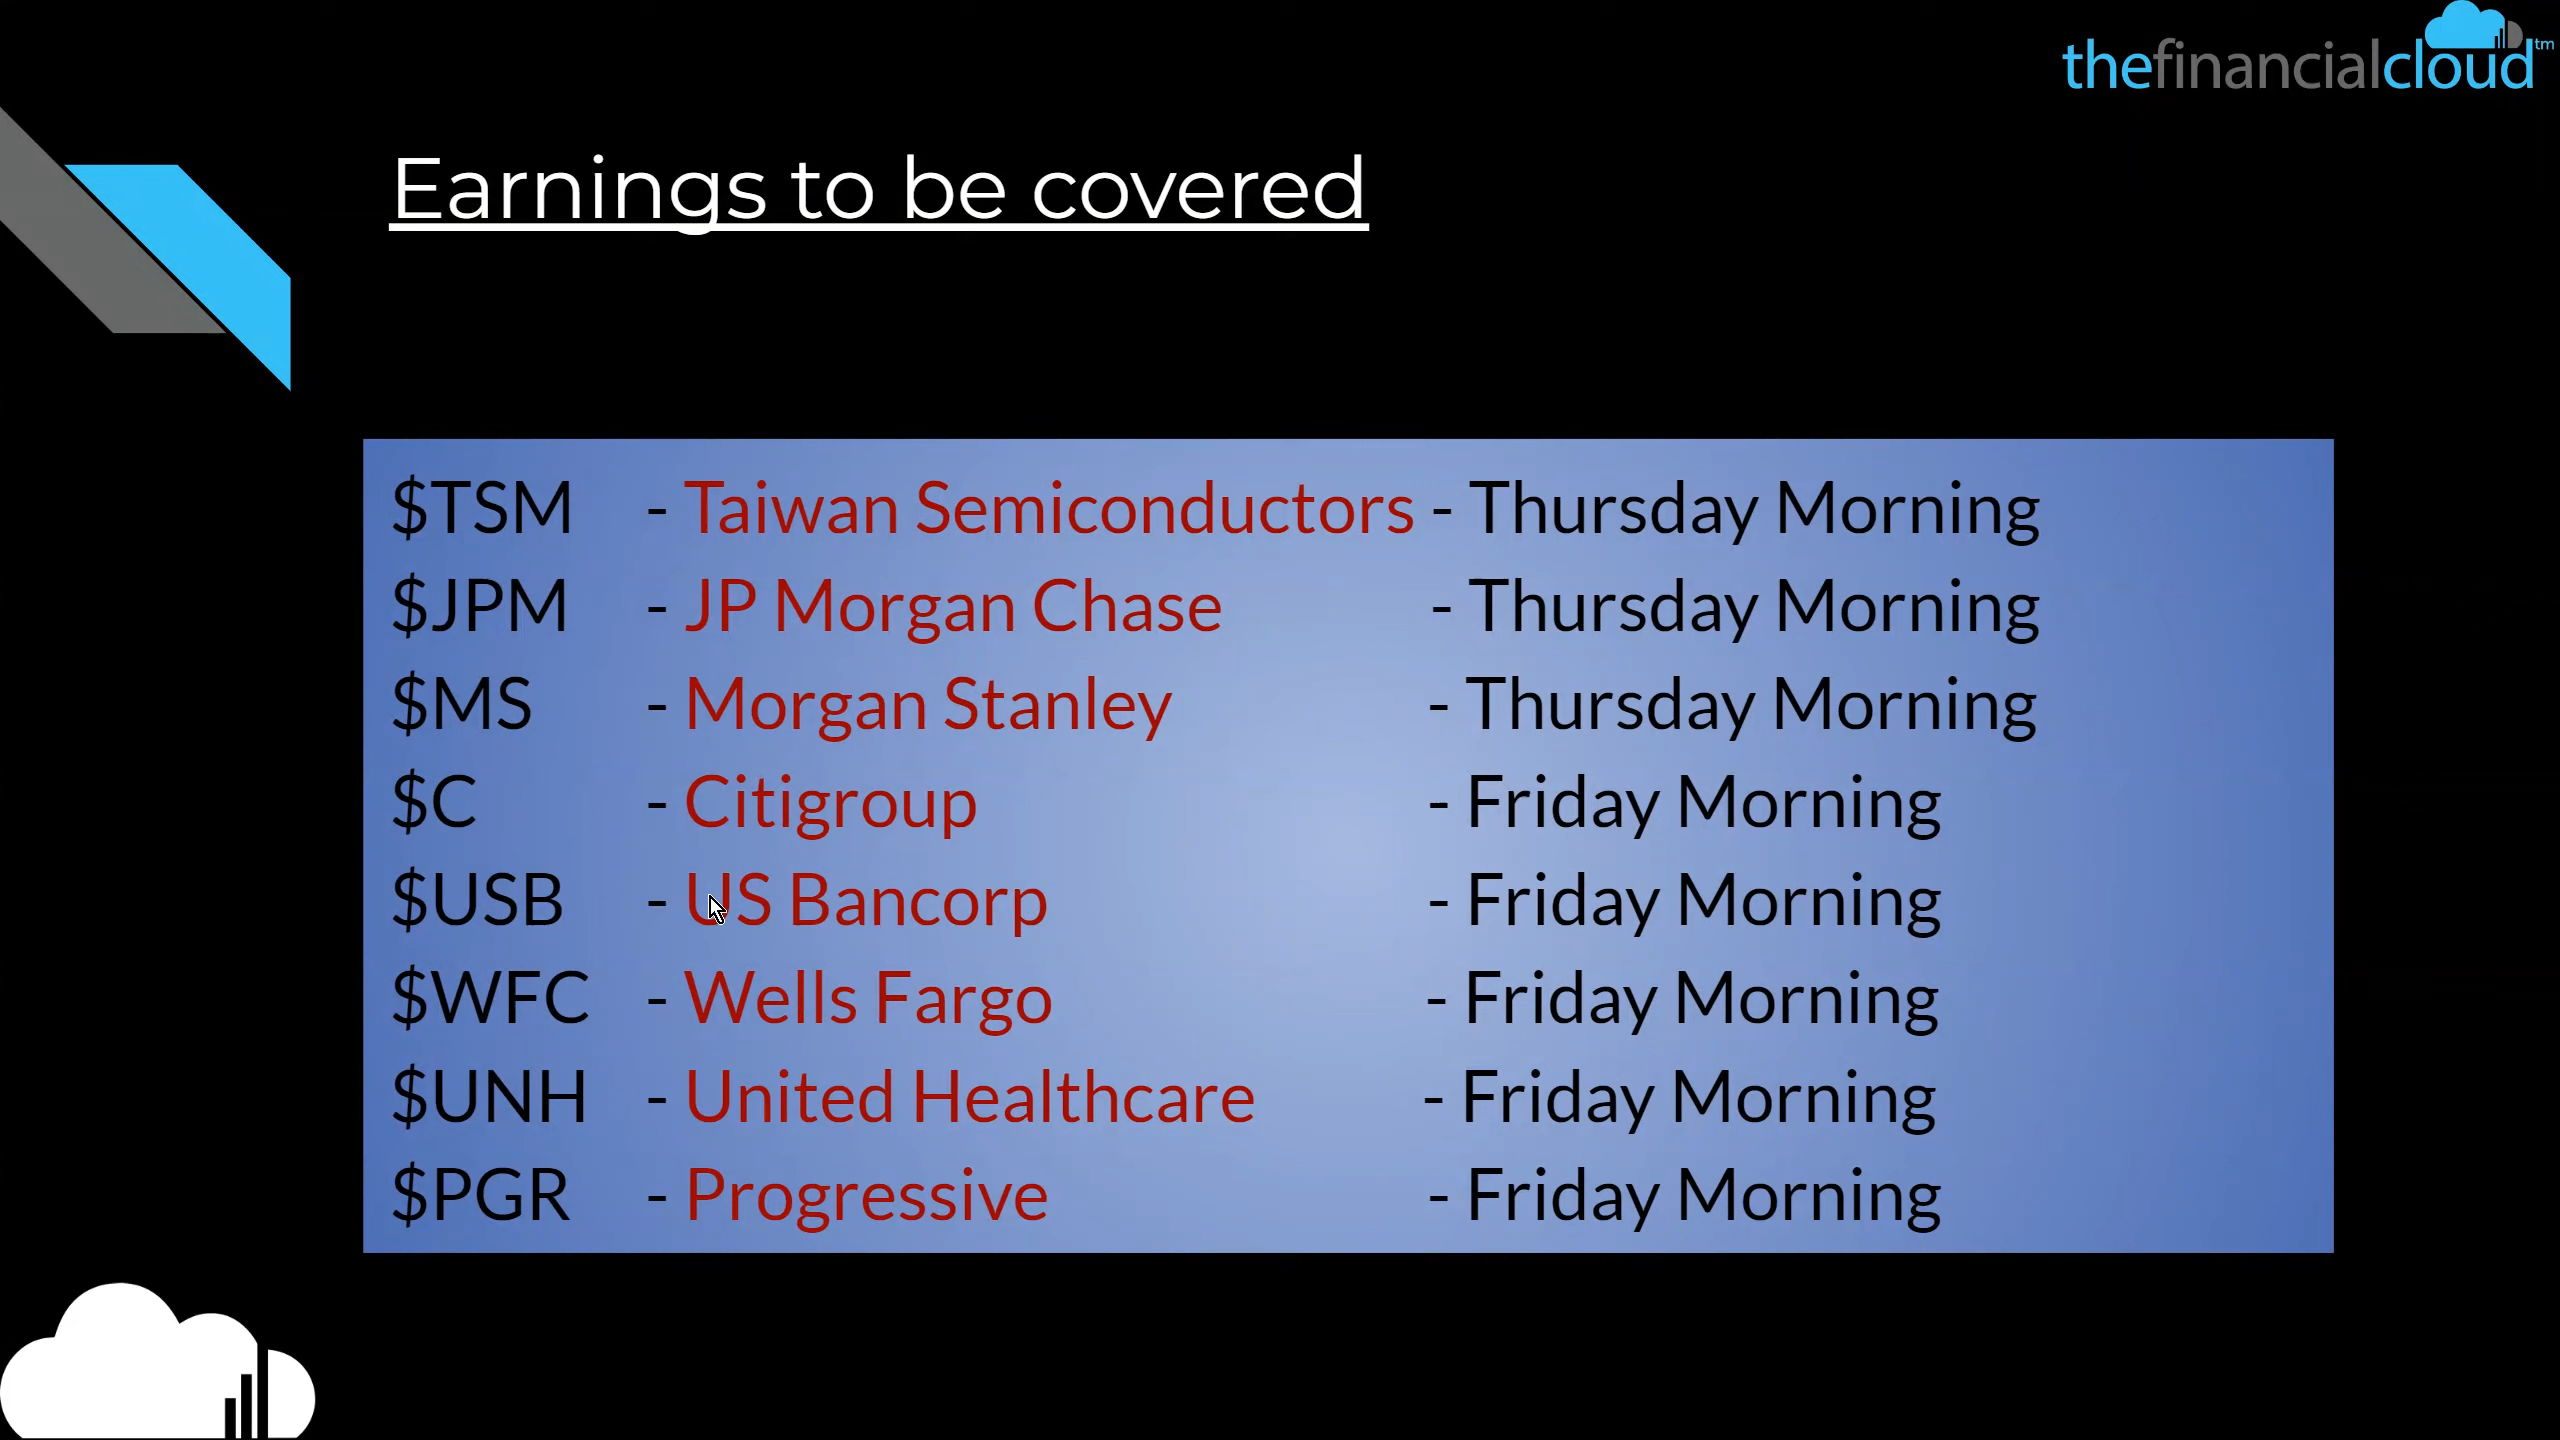 thefinancialcloud™
Earnings to be covered
$TSM - Taiwan Semiconductors - Thursday Morning
$JPM - JP Morgan Chase - Thursday Morning
$MS - Morgan Stanley - Thursday Morning
$C - Citigroup - Friday Morning
$USB - US Bancorp - Friday Morning
$WFC - Wells Fargo - Friday Morning
$UNH - United Healthcare - Friday Morning
$PGR - Progressive - Friday Morning